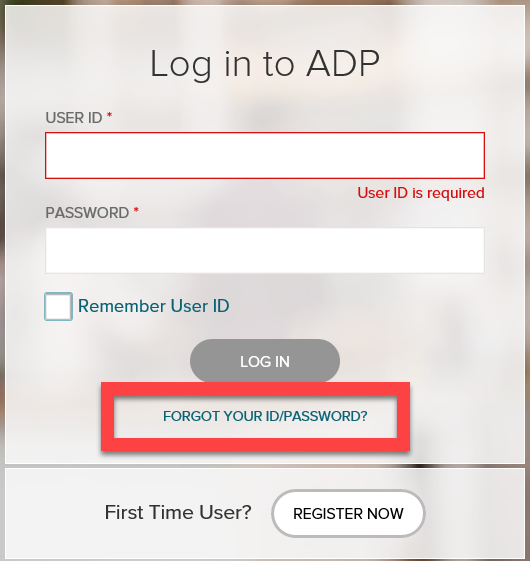 Log in to ADP
USER ID *
User ID is required
PASSWORD *
Remember User ID
LOG IN
FORGOT YOUR ID/PASSWORD?
First Time User? REGISTER NOW